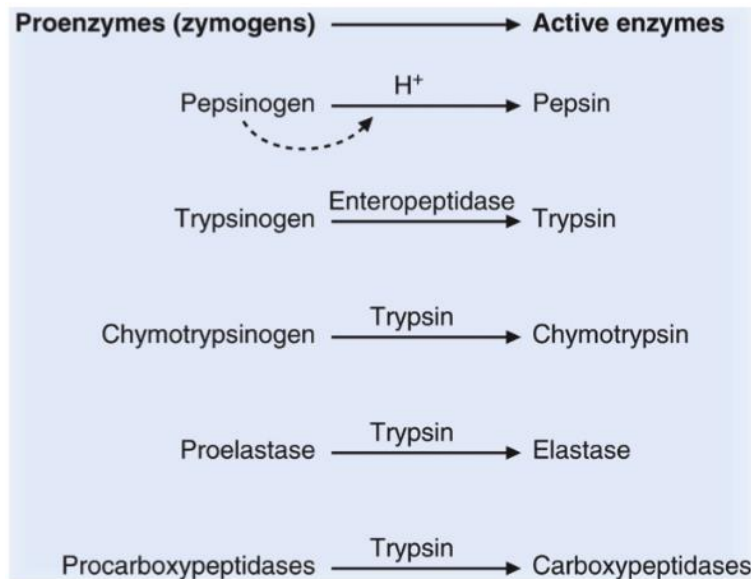 Proenzymes (zymogens) Active enzymes
H+
Pepsinogen Pepsin
Enteropeptidase
Trypsinogen Trypsin
Trypsin
Chymotrypsinogen Chymotrypsin
Trypsin
Proelastase Elastase
Trypsin
Procarboxypeptidases Carboxypeptidases